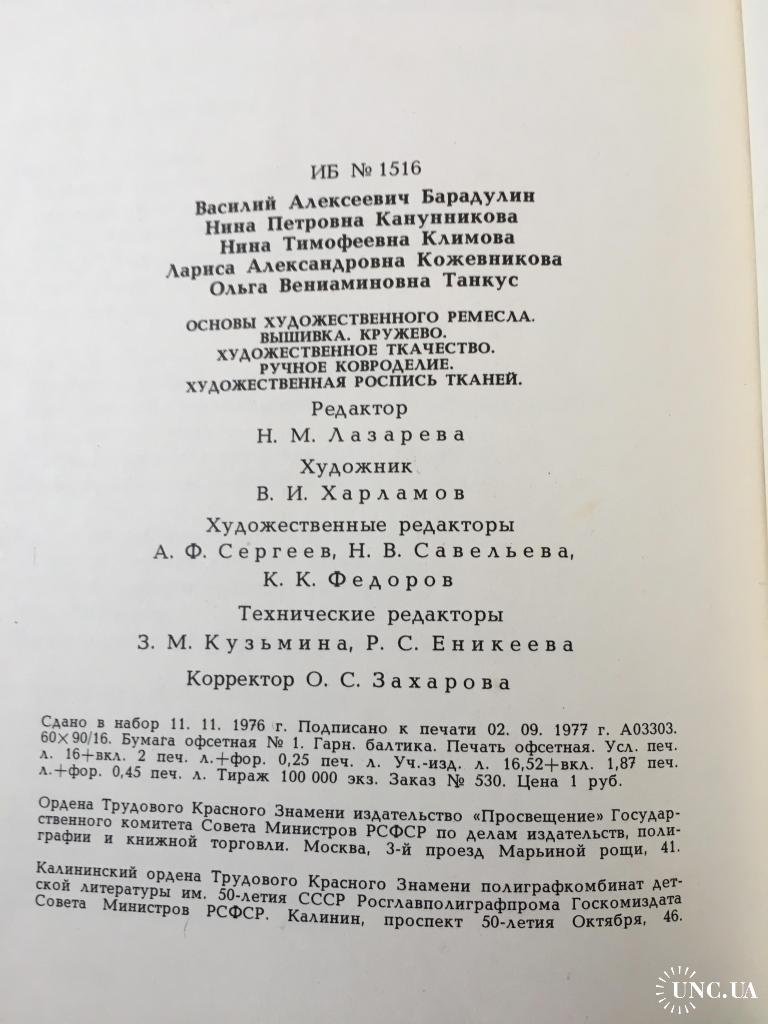 ИБ № 1516
Василий Алексеевич Барадулин
Нина Петровна Канунникова
Нина Тимофеевна Климова
Лариса Александровна Кожевникова
Ольга Вениаминовна Танкус
ОСНОВЫ ХУДОЖЕСТВЕННОГО РЕМЕСЛА.
ВЫШИВКА. КРУЖЕВО.
ХУДОЖЕСТВЕННОЕ ТКАЧЕСТВО.
РУЧНОЕ КОВРОДЕЛИЕ.
ХУДОЖЕСТВЕННАЯ РОСПИСЬ ТКАНЕЙ.
Редактор
Н. М. Лазарева
Художник
В. И. Харламов
Художественные редакторы
А. Ф. Сергеев, Н. В. Савельева,
К. К. Федоров
Технические редакторы
З. М. Кузьмина, Р. С. Еникеева
Корректор О. С. Захарова
Сдано в набор 11. 11. 1976 г. Подписано к печати 02. 09. 1977 г. А03303.
60×90/16. Бумага офсетная № 1. Гарн. балтика. Печать офсетная. Усл. печ.
л. 16+вкл. 2 печ. л.+фор. 0,25 печ. л. Уч.-изд. л. 16,52+вкл. 1,87 печ.
л.+фор. 0,45 печ. л. Тираж 100 000 экз. Заказ № 530. Цена 1 руб.
Ордена Трудового Красного Знамени издательство «Просвещение» Государ-
ственного комитета Совета Министров РСФСР по делам издательств, поли-
графии и книжной торговли. Москва, 3-й проезд Марьиной рощи, 41.
Калининский ордена Трудового Красного Знамени полиграфкомбинат дет-
ской литературы им. 50-летия СССР Росглавполиграфпрома Госкомиздата
Совета Министров РСФСР. Калинин, проспект 50-летия Октября, 46.
UNC.UA